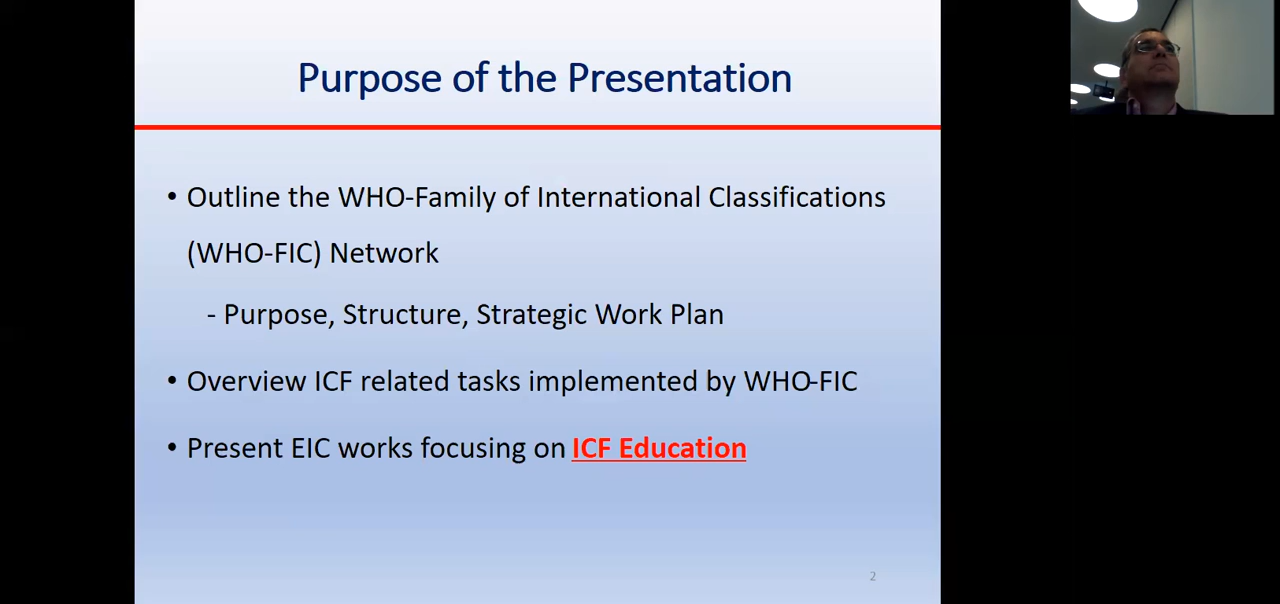 Purpose of the Presentation
• Outline the WHO-Family of International Classifications
(WHO-FIC) Network
- Purpose, Structure, Strategic Work Plan
• Overview ICF related tasks implemented by WHO-FIC
• Present EIC works focusing on ICF Education
2